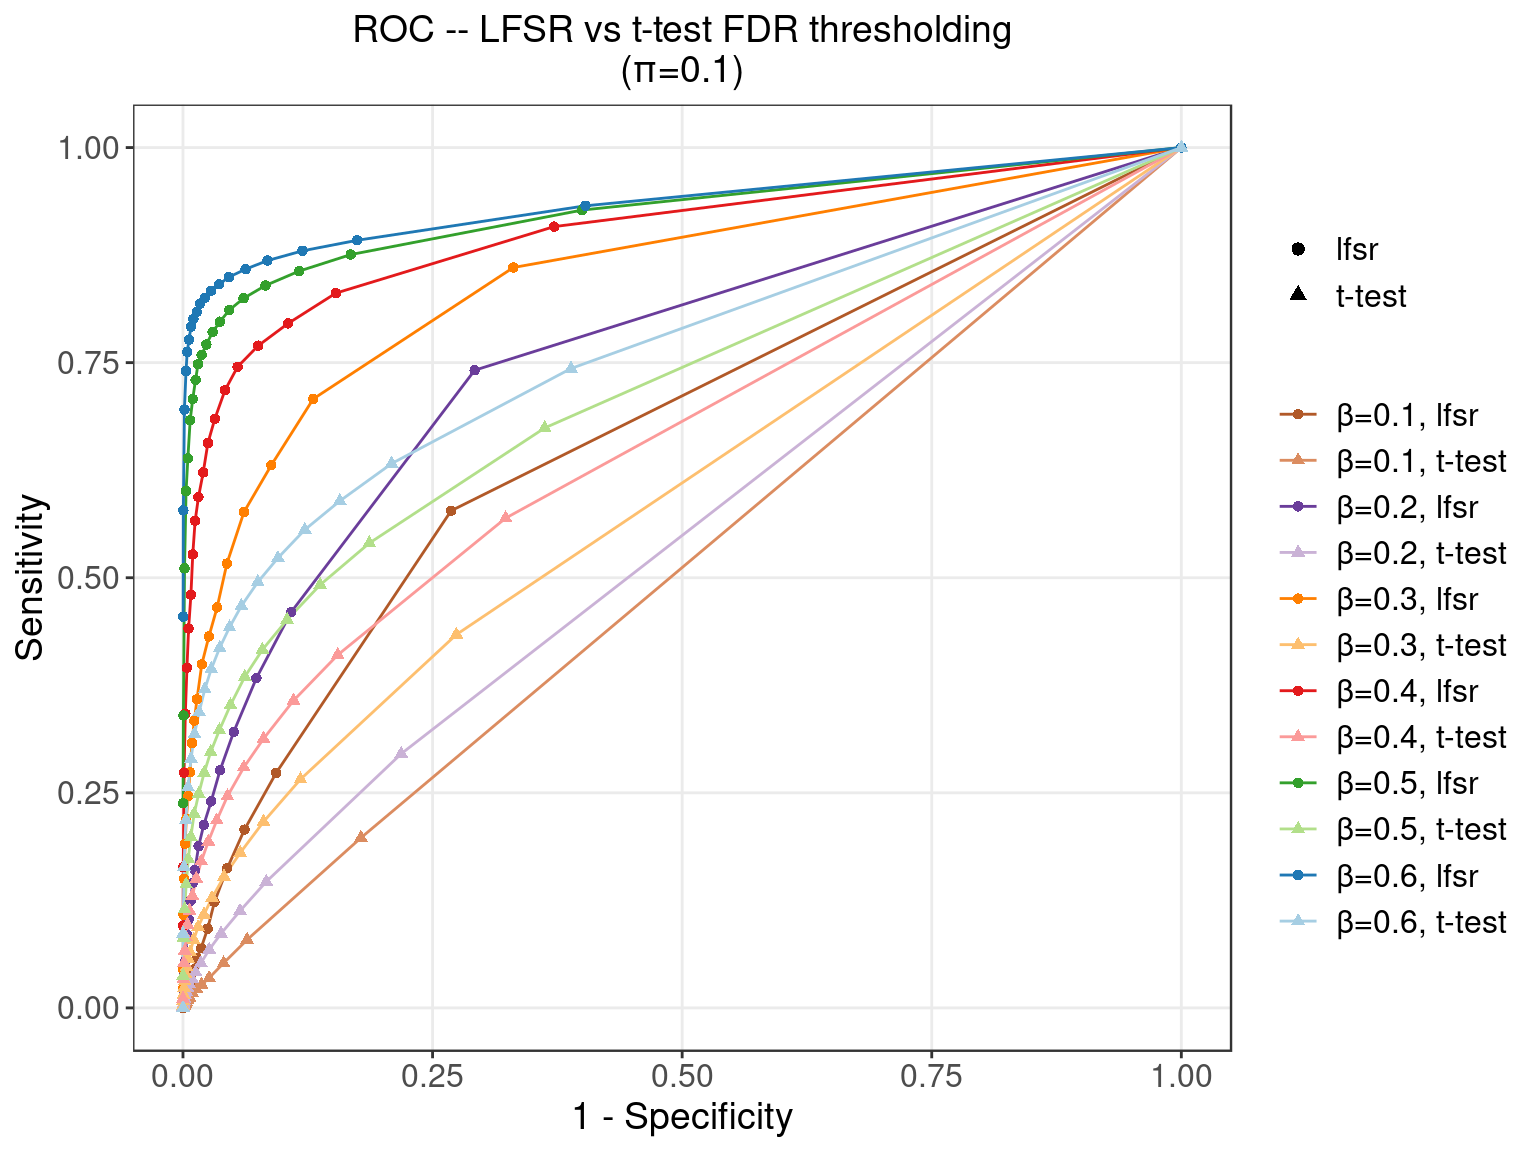 ROC -- LFSR vs t-test FDR thresholding
(π=0.1)
Sensitivity
1.00
0.75
0.50
0.25
0.00
0.00
0.25
0.50
0.75
1.00
1 - Specificity
lfsr
t-test
β=0.1, lfsr
β=0.1, t-test
β=0.2, lfsr
β=0.2, t-test
β=0.3, lfsr
β=0.3, t-test
β=0.4, lfsr
β=0.4, t-test
β=0.5, lfsr
β=0.5, t-test
β=0.6, lfsr
β=0.6, t-test